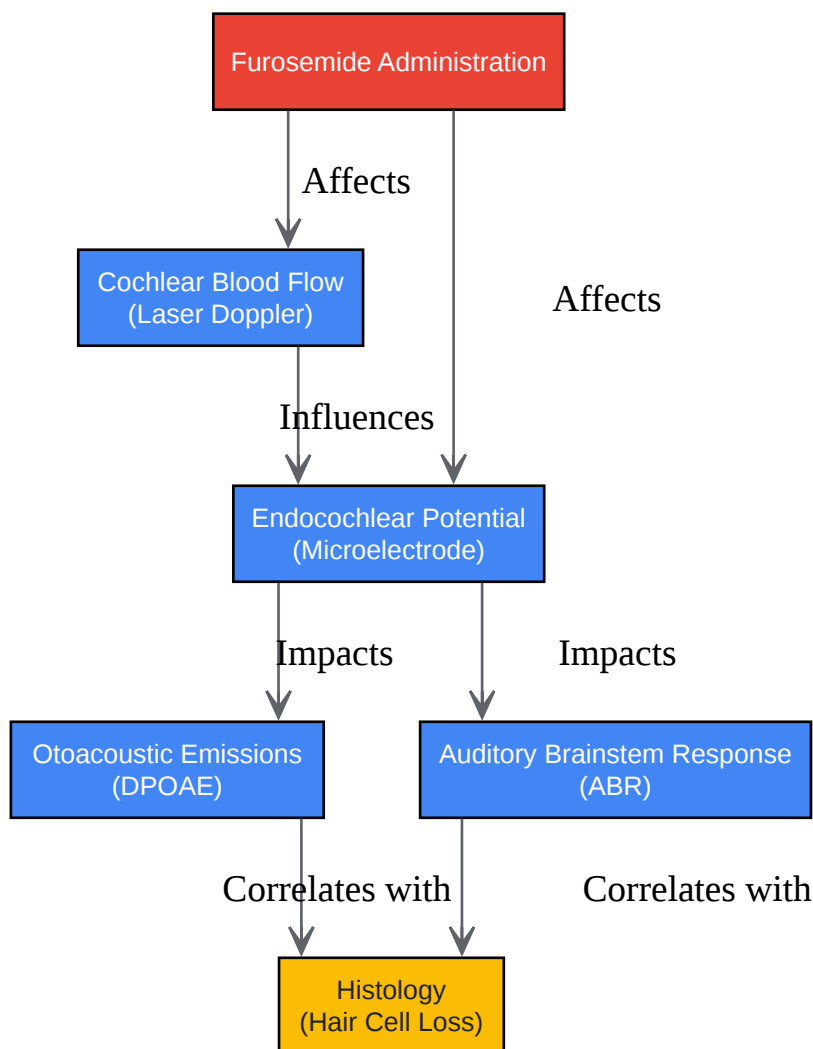 Furosemide Administration
Affects
Cochlear Blood Flow
(Laser Doppler)
Affects
Influences
Endocochlear Potential
(Microelectrode)
Impacts
Impacts
Otoacoustic Emissions
(DPOAE)
Auditory Brainstem Response
(ABR)
Correlates with
Correlates with
Histology
(Hair Cell Loss)